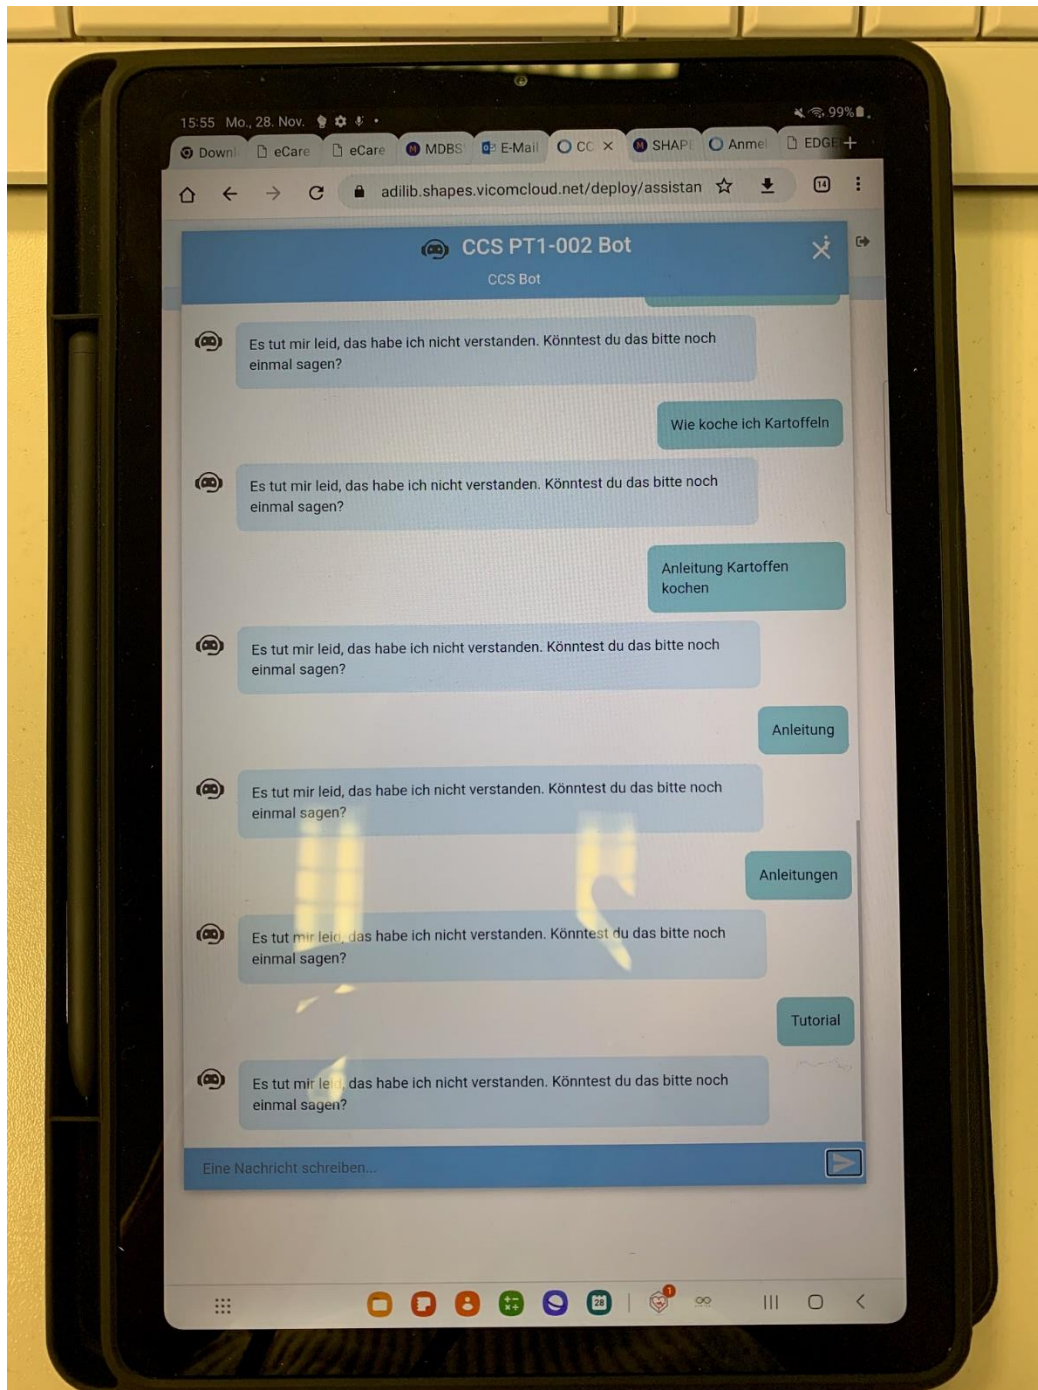 15:55 Mo., 28. Nov.
99%
Downl
eCare
eCare
MDBS
E-Mail
CC
SHAP
Anmel
EDGE
adilib.shapes.vicomcloud.net/deploy/assistan
14
CCS PT1-002 Bot
CCS Bot
Es tut mir leid, das habe ich nicht verstanden. Könntest du das bitte noch
einmal sagen?
Wie koche ich Kartoffeln
Es tut mir leid, das habe ich nicht verstanden. Könntest du das bitte noch
einmal sagen?
Anleitung Kartoffen
kochen
Es tut mir leid, das habe ich nicht verstanden. Könntest du das bitte noch
einmal sagen?
Anleitung
Es tut mir leid, das habe ich nicht verstanden. Könntest du das bitte noch
einmal sagen?
Anleitungen
Es tut mir leid, das habe ich nicht verstanden. Könntest du das bitte noch
einmal sagen?
Tutorial
Es tut mir leid, das habe ich nicht verstanden. Könntest du das bitte noch
einmal sagen?
Eine Nachricht schreiben...
28
1